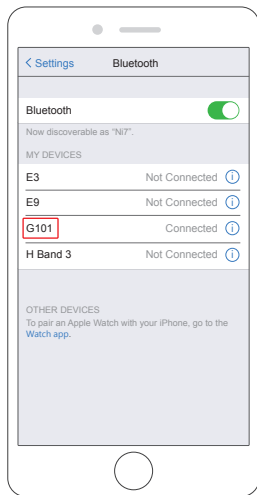 Settings Bluetooth
Bluetooth
Now discoverable as "Ni7".
MY DEVICES
E3 Not Connected
E9 Not Connected
G101 Connected
H Band 3 Not Connected
OTHER DEVICES
To pair an Apple Watch with your iPhone, go to the
Watch app.